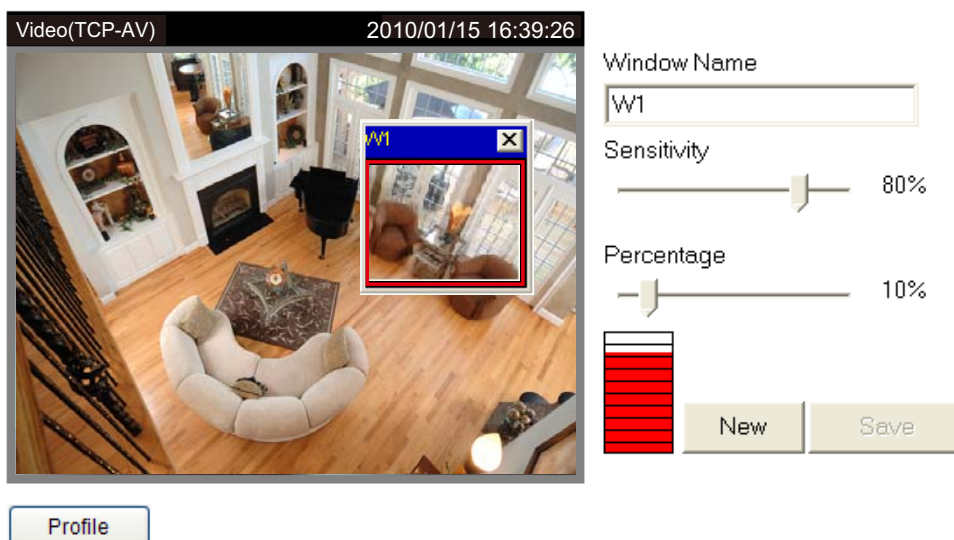 Video(TCP-AV) 2010/01/15 16:39:26
Window Name
W1
W1
Sensitivity
80%
Percentage
10%
New Save
Profile